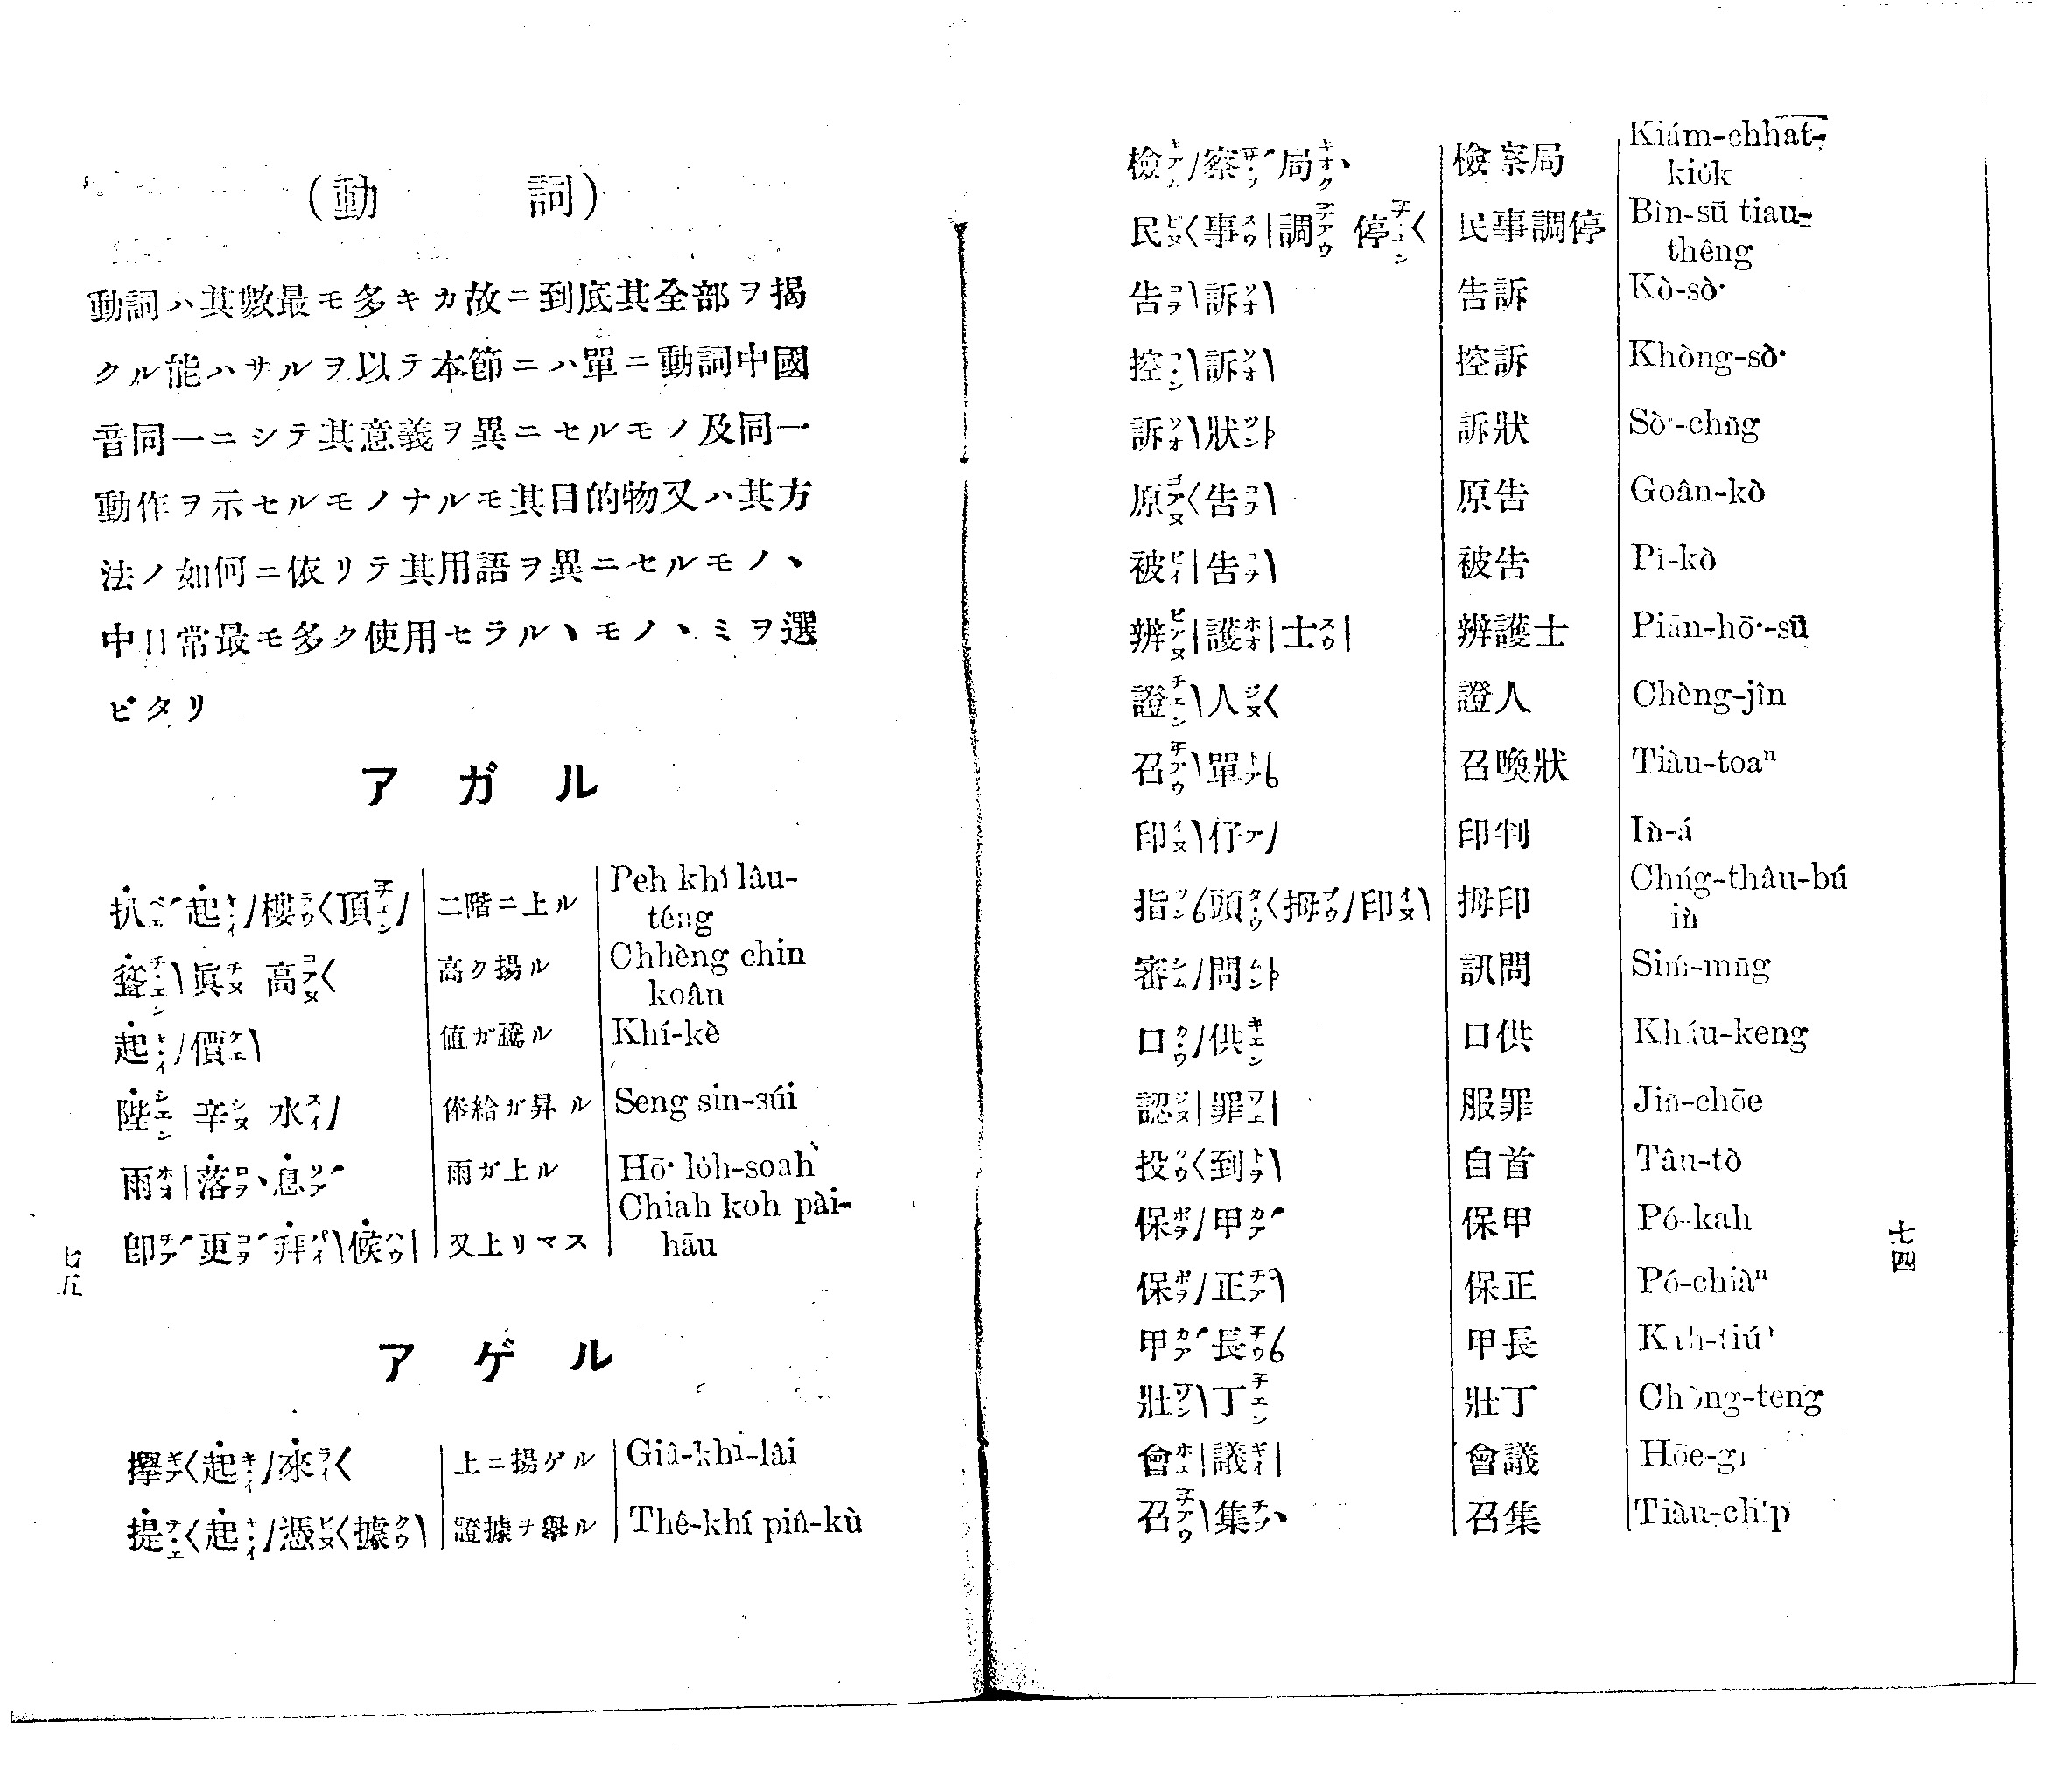 檢察局 檢察局 Kiám-chhat-kio̍k
民事調停 民事調停 Bîn-sū tiau-thêng
告訴 告訴 Kò-sò͘
控訴 控訴 Khòng-sò͘
訴狀 訴狀 Sò͘-chn̄g
原告 原告 Goân-kò
被告 被告 Pī-kò
辨護士 辨護士 Piān-hō͘-sū
證人 證人 Chèng-jîn
召單 召喚狀 Tiàu-toaⁿ
印仔 印判 Ìn-á
指頭拇印 拇印 Chńg-thâu-bú ìn
審問 訊問 Sím-mn̄g
口供 口供 Kháu-keng
認罪 服罪 Jīn-chōe
投到 自首 Tâu-tò
保甲 保甲 Pó-kah
保正 保正 Pó-chiàⁿ
甲長 甲長 Kah-tiúⁿ
壯丁 壯丁 Chòng-teng
會議 會議 Hōe-gī
召集 召集 Tiàu-chi̍p
七四
(動詞)
動詞ハ其數最モ多キカ故ニ到底其全部ヲ揭
クル能ハサルヲ以テ本節ニハ單ニ動詞中國
音同一ニシテ其意義ヲ異ニセルモノ及同一
動作ヲ示セルモノナルモ其目的物又ハ其方
法ノ如何ニ依リテ其用語ヲ異ニセルモノヽ
中日常最モ多ク使用セラルヽモノヽミヲ選
ビタリ
アガル
扒起樓頂 二階ニ上ル Peh khí lâu-téng
聳眞高 高ク揚ル Chhèng chin koân
起價 値ガ騰ル Khí-kè
陞辛水 俸給ガ昇ル Seng sin-súi
雨落息 雨ガ上ル Hō͘ lo̍h-soah
卽更拜候 又上リマス Chiah koh pài-hāu
アゲル
攑起來 上ニ揚ゲル Giâ-khí-lâi
提起憑據 證據ヲ擧ル Thê-khí pîn-kù
七五